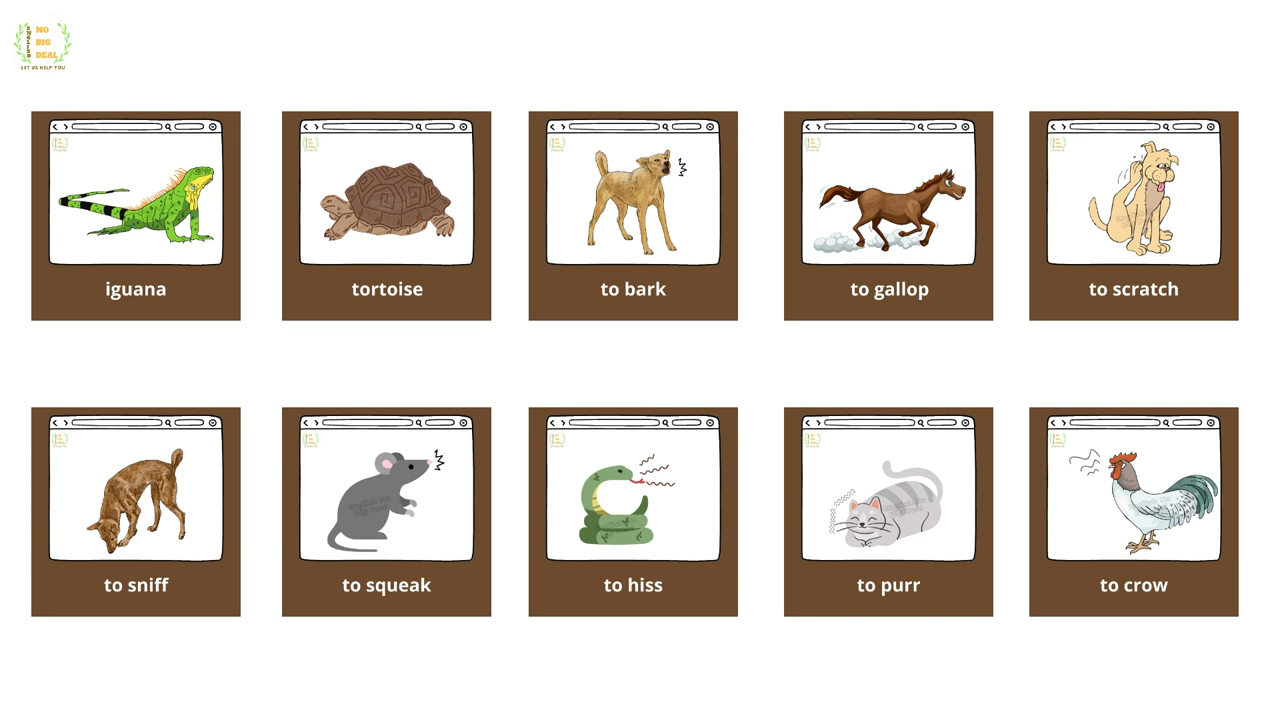 ENGLISH
NO
BIG
DEAL
LET US HELP YOU
iguana
tortoise
to bark
to gallop
to scratch
to sniff
to squeak
to hiss
to purr
to crow